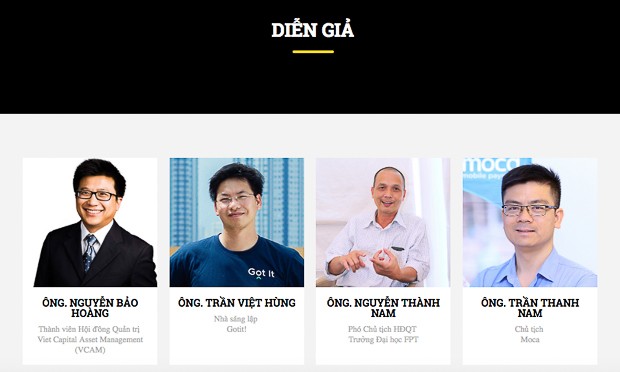 DIỄN GIẢ
moca
mobile pay
Got It
ÔNG. NGUYỄN BẢO
HOÀNG
Thành viên Hội đồng Quản trị
Viet Capital Asset Management
(VCAM)
ÔNG. TRẦN VIỆT HÙNG
Nhà sáng lập
Gotit!
ÔNG. NGUYỄN THÀNH
NAM
Phó Chủ tịch HĐQT
Trường Đại học FPT
ÔNG. TRẦN THANH
NAM
Chủ tịch
Moca